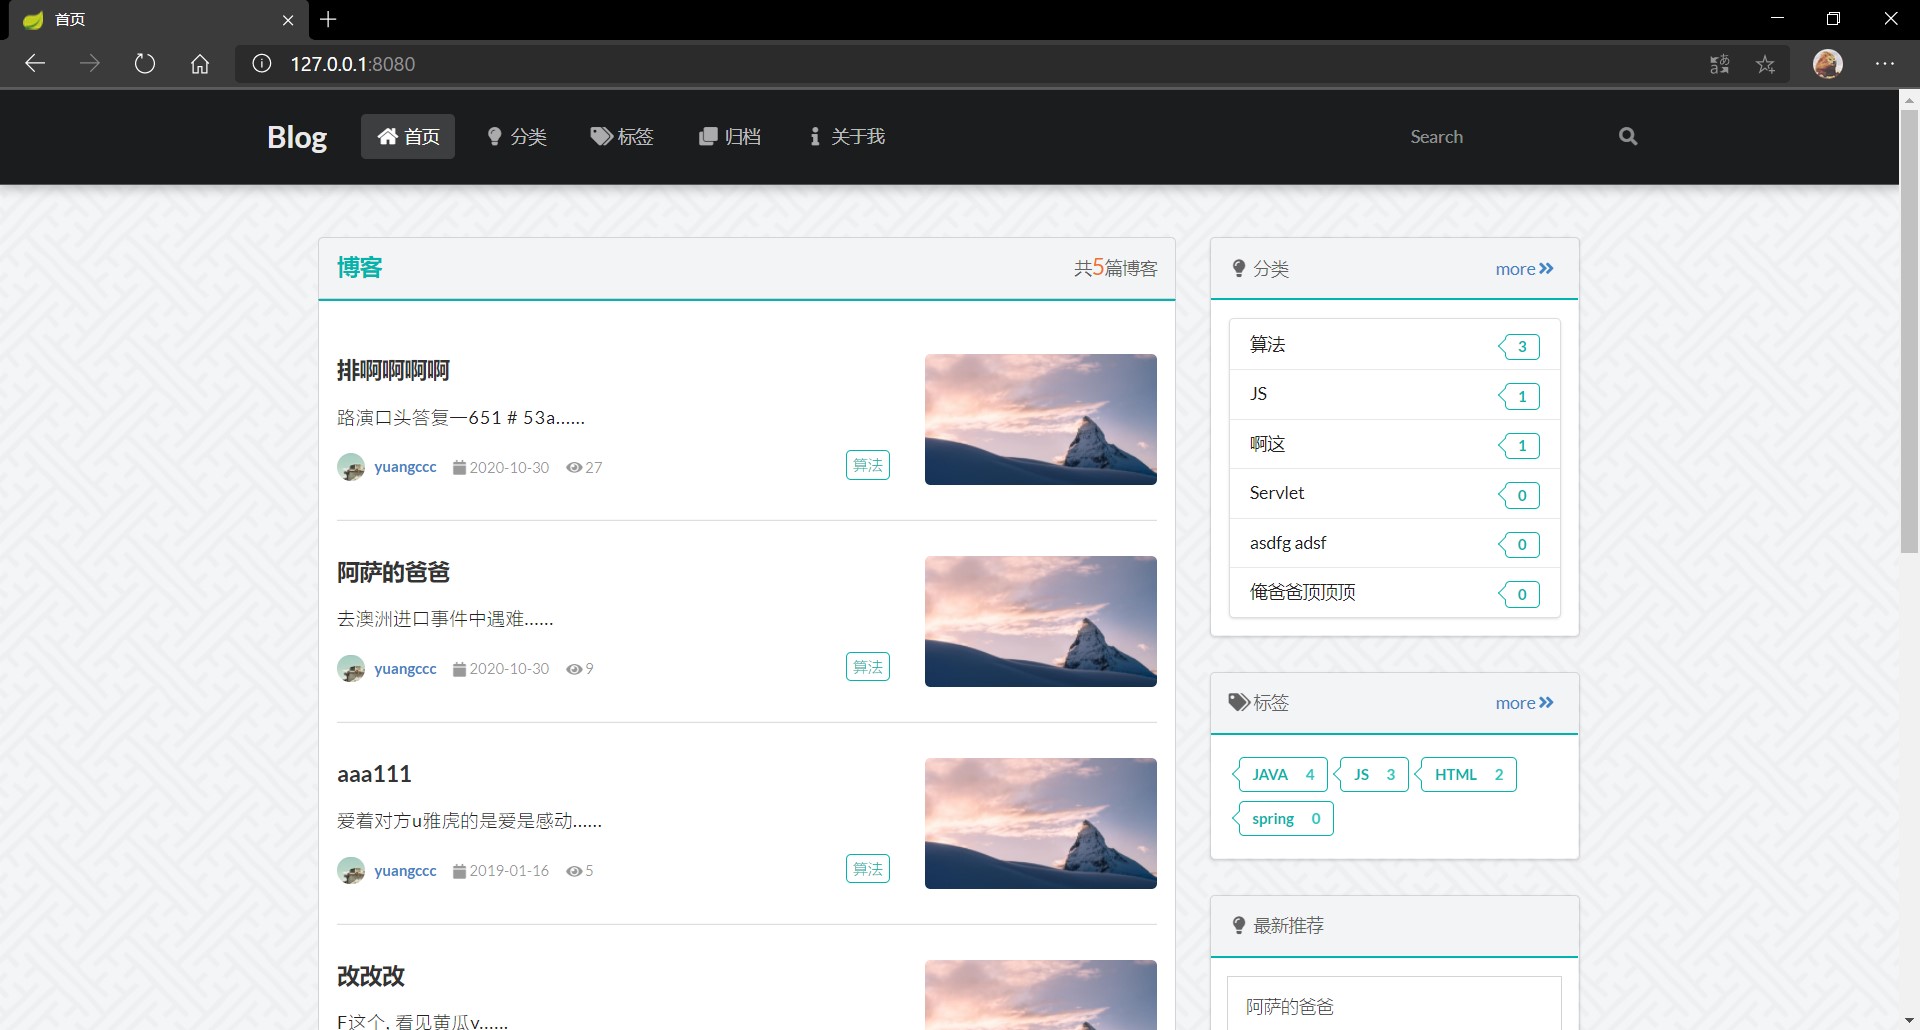 首页
127.0.0.1:8080
Blog 首页 分类 标签 归档 关于我 Search
博客 共5篇博客
排啊啊啊啊
路演口头答复一651 # 53a......
yuangccc 2020-10-30 27 算法
阿萨的爸爸
去澳洲进口事件中遇难......
yuangccc 2020-10-30 9 算法
aaa111
爱着对方u雅虎的是爱是感动......
yuangccc 2019-01-16 5 算法
改改改
F这个, 看见黄瓜v......
分类 more
算法 3
JS 1
啊这 1
Servlet 0
asdfg adsf 0
俺爸爸顶顶顶 0
标签 more
JAVA 4 JS 3 HTML 2
spring 0
最新推荐
阿萨的爸爸